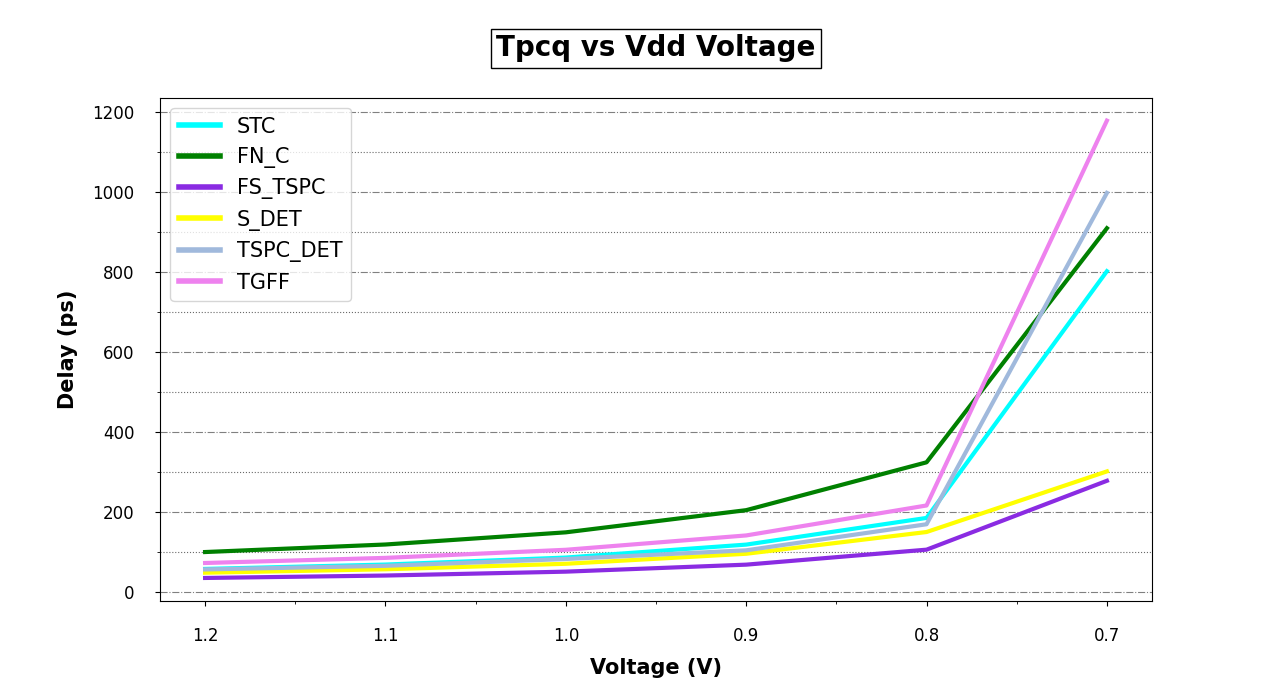 Tpcq vs Vdd Voltage
1200
1000
800
600
400
200
0
Delay (ps)
STC
FN_C
FS_TSPC
S_DET
TSPC_DET
TGFF
1.2 1.1 1.0 0.9 0.8 0.7
Voltage (V)